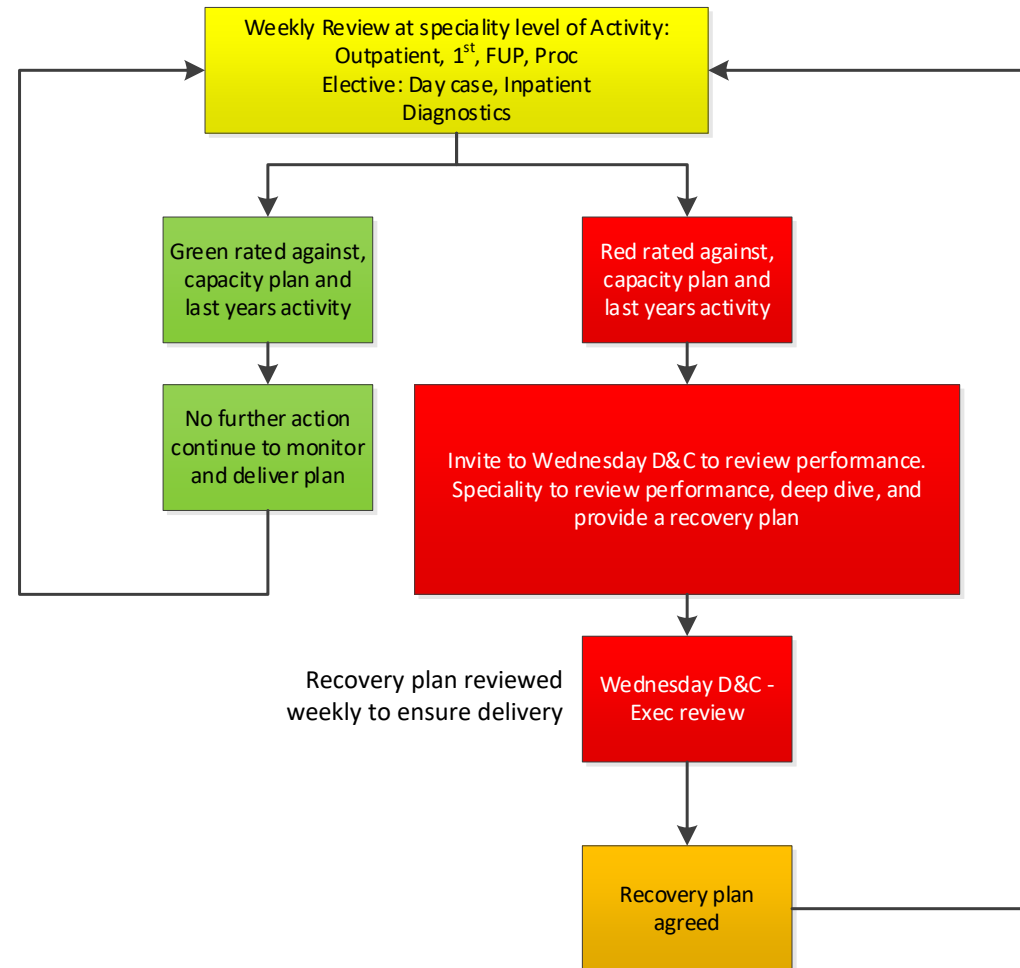 Weekly Review at speciality level of Activity:
Outpatient, 1st, FUP, Proc
Elective: Day case, Inpatient
Diagnostics
Green rated against,
capacity plan and
last years activity
Red rated against,
capacity plan and
last years activity
No further action
continue to monitor
and deliver plan
Invite to Wednesday D&C to review performance.
Speciality to review performance, deep dive, and
provide a recovery plan
Recovery plan reviewed
weekly to ensure delivery
Wednesday D&C -
Exec review
Recovery plan
agreed